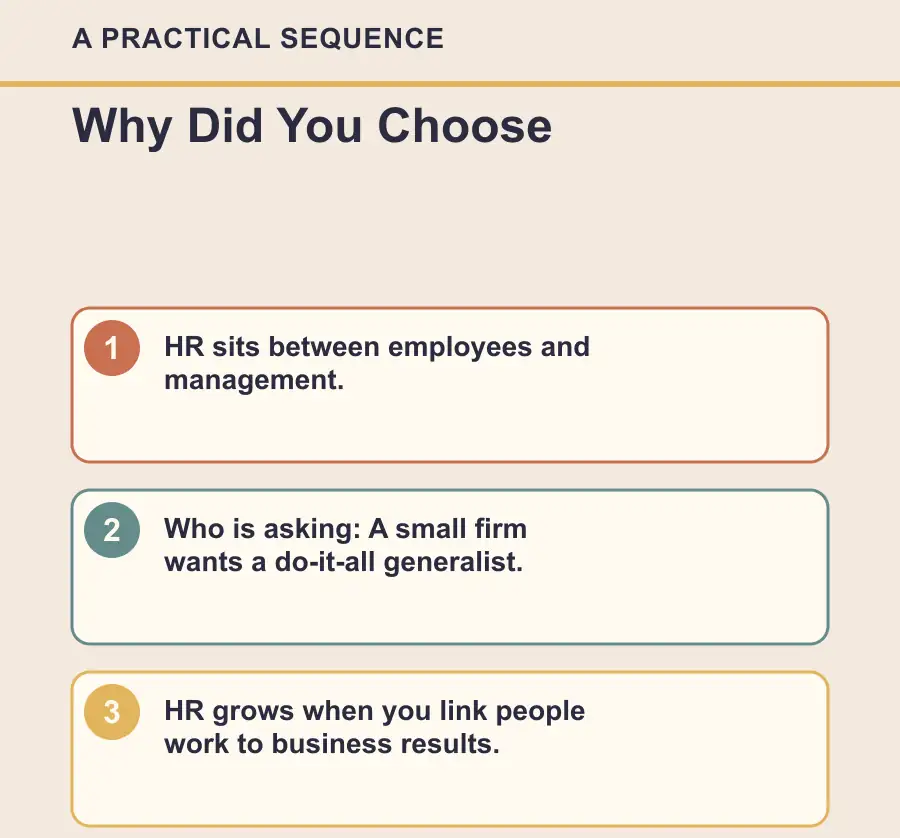 A PRACTICAL SEQUENCE
Why Did You Choose
1
HR sits between employees and
management.
2
Who is asking: A small firm
wants a do-it-all generalist.
3
HR grows when you link people
work to business results.